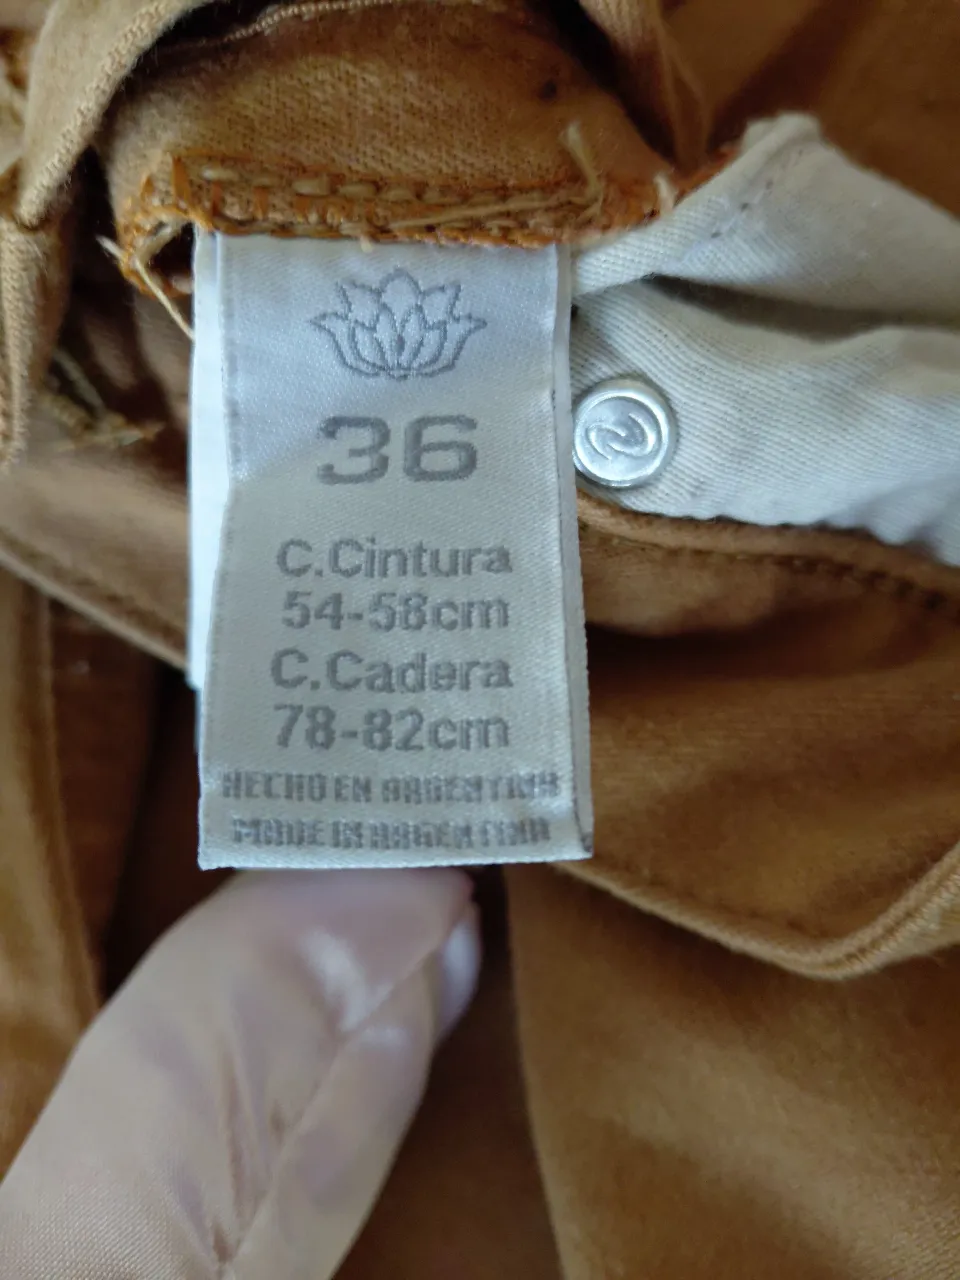 36
C.Cintura
54-58cm
C.Cadera
78-82cm
HECHO EN ARGENTINA
MADE IN ARGENTINA